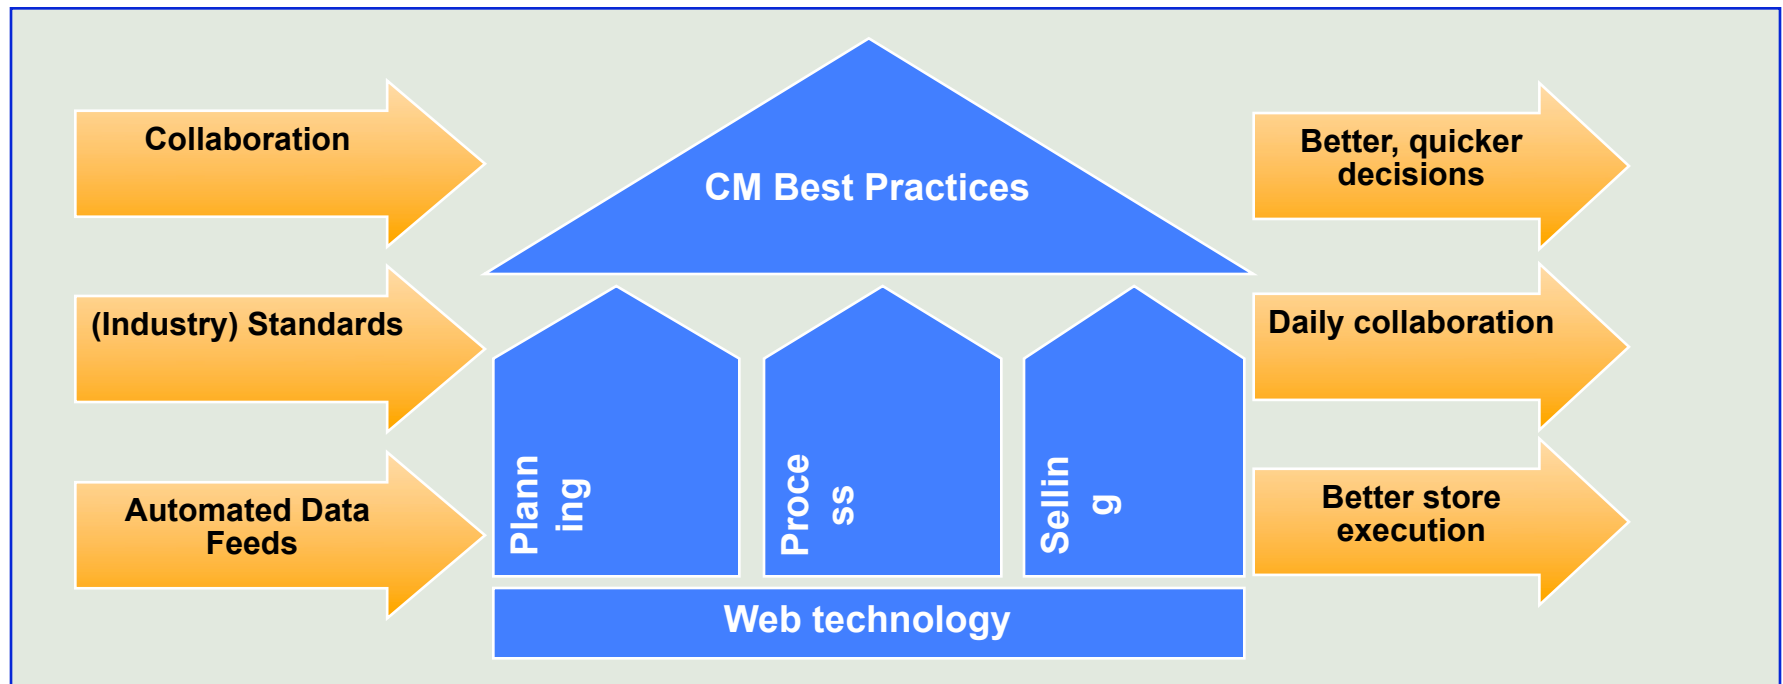 Collaboration
(Industry) Standards
Automated Data
Feeds
CM Best Practices
Plann
ing
Proce
ss
Sellin
g
Web technology
Better, quicker
decisions
Daily collaboration
Better store
execution